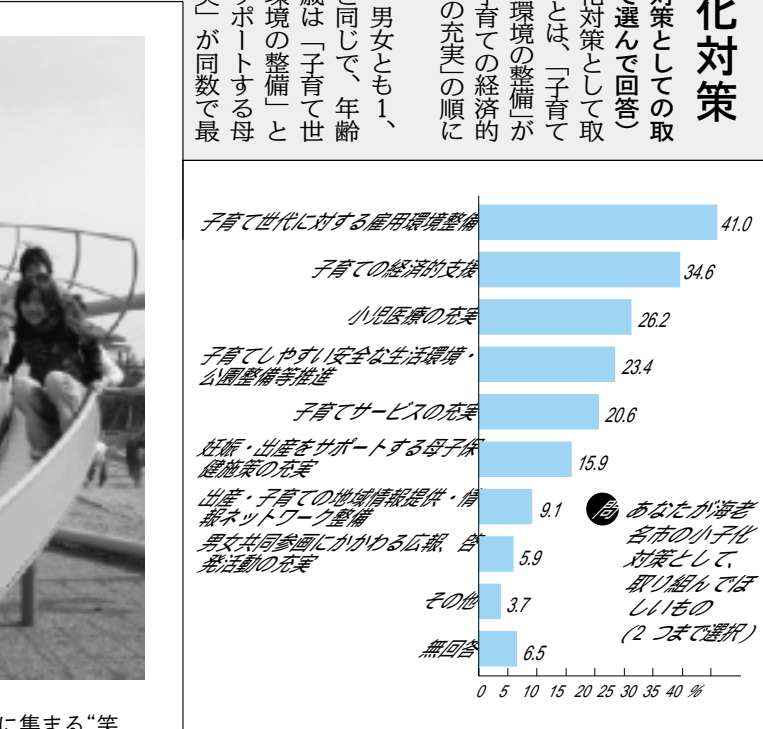 化対策
対策としての取
で選んで回答）
化対策として取
とは、「子育て
環境の整備」が
子育ての経済的
の充実」の順に
男女とも1、
と同じで、年齢
歳は「子育て世
環境の整備」と
サポートする母
実」が同数で最
子育て世代に対する雇用環境整備 41.0
子育ての経済的支援 34.6
小児医療の充実 26.2
子育てしやすい安全な生活環境・
公園整備等推進 23.4
子育てサービスの充実 20.6
妊娠・出産をサポートする母子保
健施策の充実 15.9
出産・子育ての地域情報提供・情
報ネットワーク整備 9.1
男女共同参画にかかわる広報、啓
発活動の充実 5.9
その他 3.7
無回答 6.5
0 5 10 15 20 25 30 35 40 %
問 あなたが海老
名市の小子化
対策として、
取り組んでほ
しいもの
(2 つまで選択)
に集まる“笑